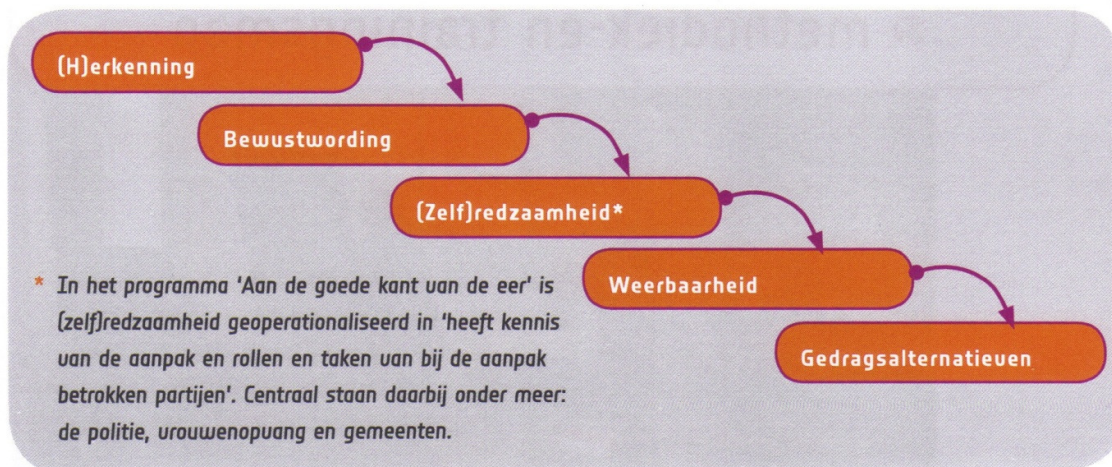 (H)erkenning
Bewustwording
(Zelf)redzaamheid*
Weerbaarheid
Gedragsalternatieven
* In het programma 'Aan de goede kant van de eer' is
(zelf)redzaamheid geoperationaliseerd in 'heeft kennis
van de aanpak en rollen en taken van bij de aanpak
betrokken partijen'. Centraal staan daarbij onder meer:
de politie, vrouwenopvang en gemeenten.